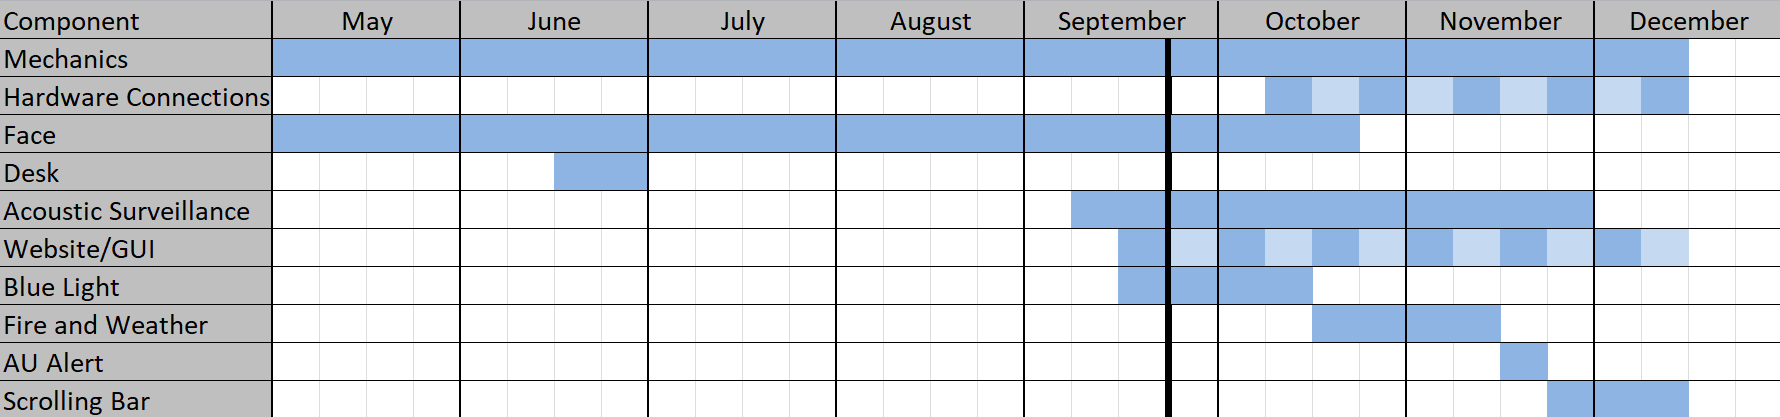 Component May June July August September October November December
Mechanics
Hardware Connections
Face
Desk
Acoustic Surveillance
Website/GUI
Blue Light
Fire and Weather
AU Alert
Scrolling Bar